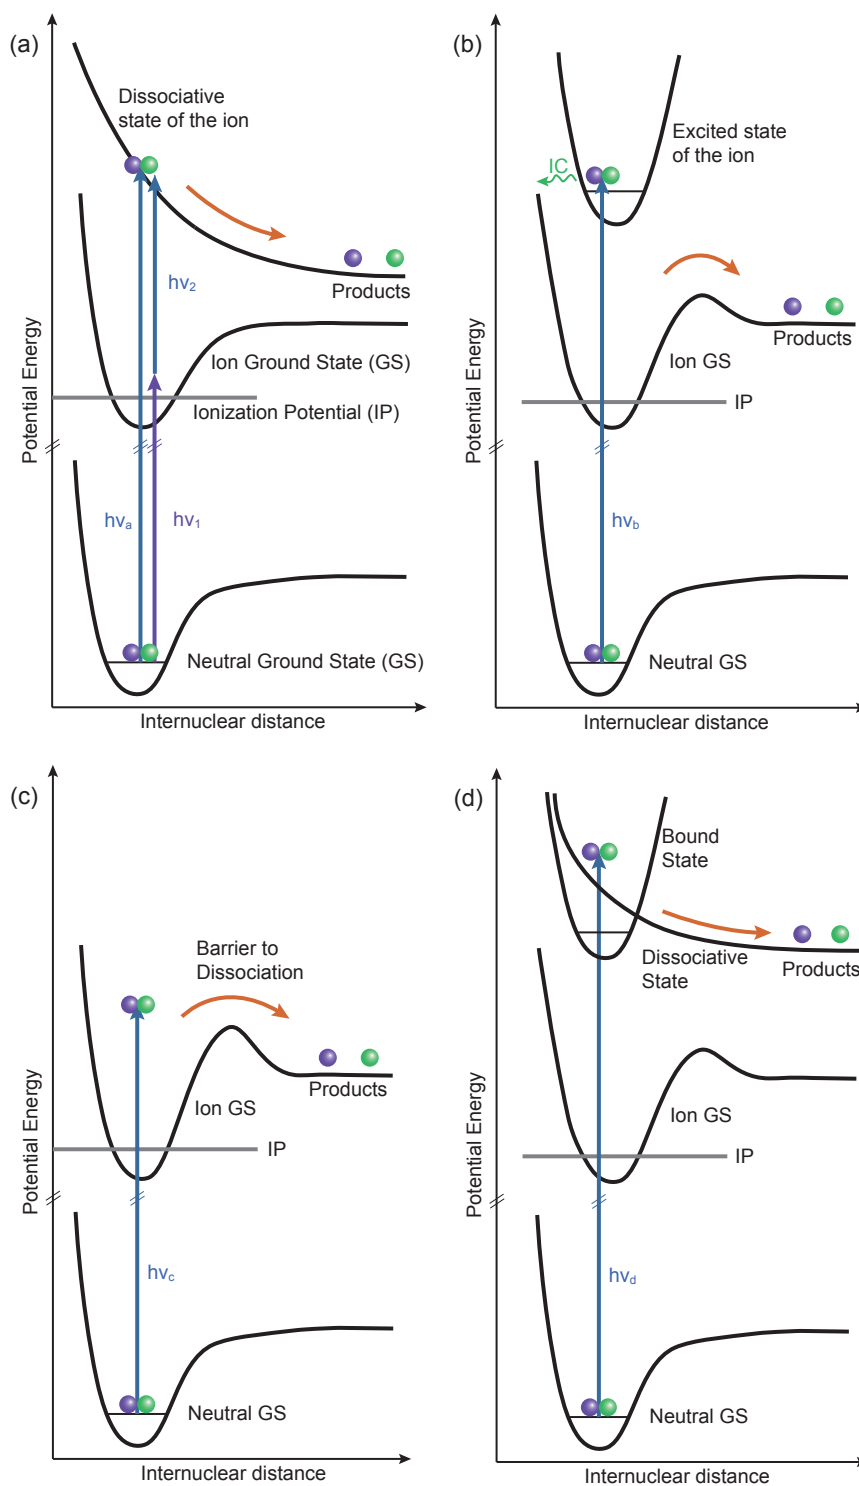 (a)
Dissociative
state of the ion
hν₂
Products
Ion Ground State (GS)
Ionization Potential (IP)
hνₐ
hν₁
Neutral Ground State (GS)
Potential Energy
Internuclear distance
(b)
Excited state
of the ion
IC
Products
Ion GS
IP
hν_b
Neutral GS
Potential Energy
Internuclear distance
(c)
Barrier to
Dissociation
Products
Ion GS
IP
hν_c
Neutral GS
Potential Energy
Internuclear distance
(d)
Bound
State
Dissociative
State
Products
Ion GS
IP
hν_d
Neutral GS
Potential Energy
Internuclear distance